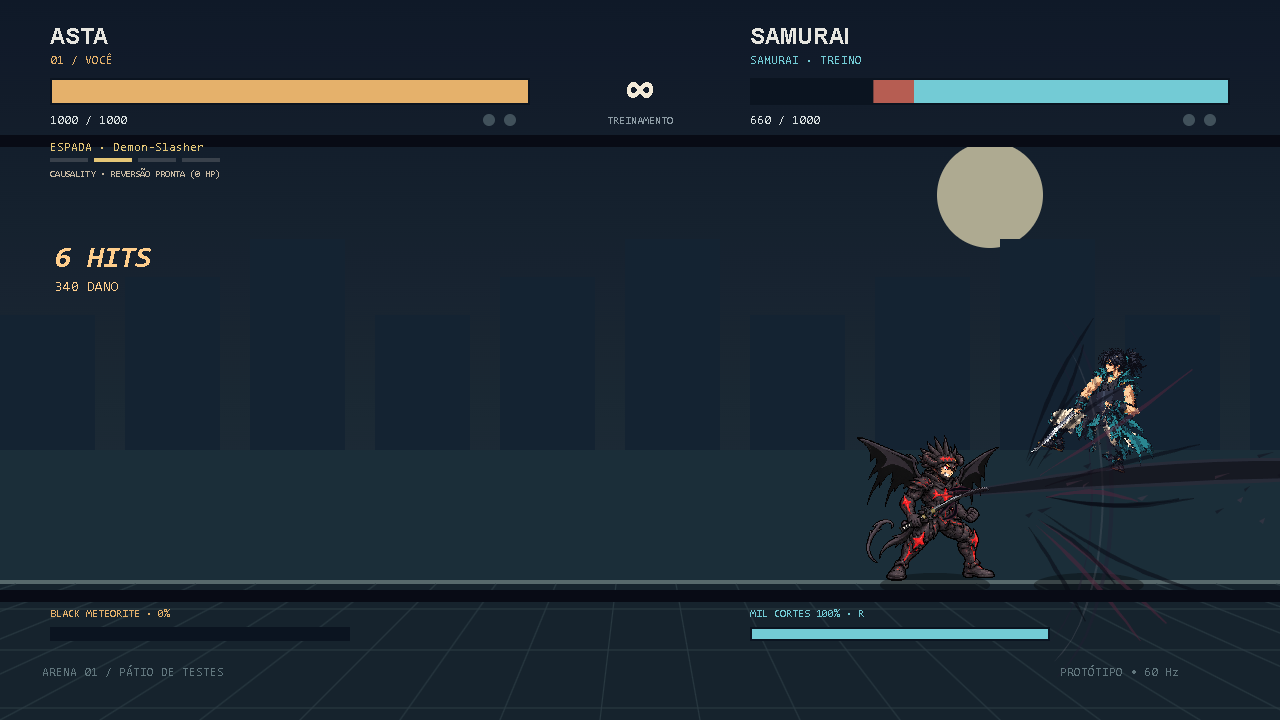 ASTA
01 / VOCÊ
1000 / 1000
∞
TREINAMENTO
SAMURAI
SAMURAI · TREINO
660 / 1000
ESPADA · Demon-Slasher
CAUSALITY · REVERSÃO PRONTA (0 HP)
6 HITS
340 DANO
BLACK METEORITE · 0%
MIL CORTES 100% · R
ARENA 01 / PÁTIO DE TESTES
PROTÓTIPO • 60 Hz